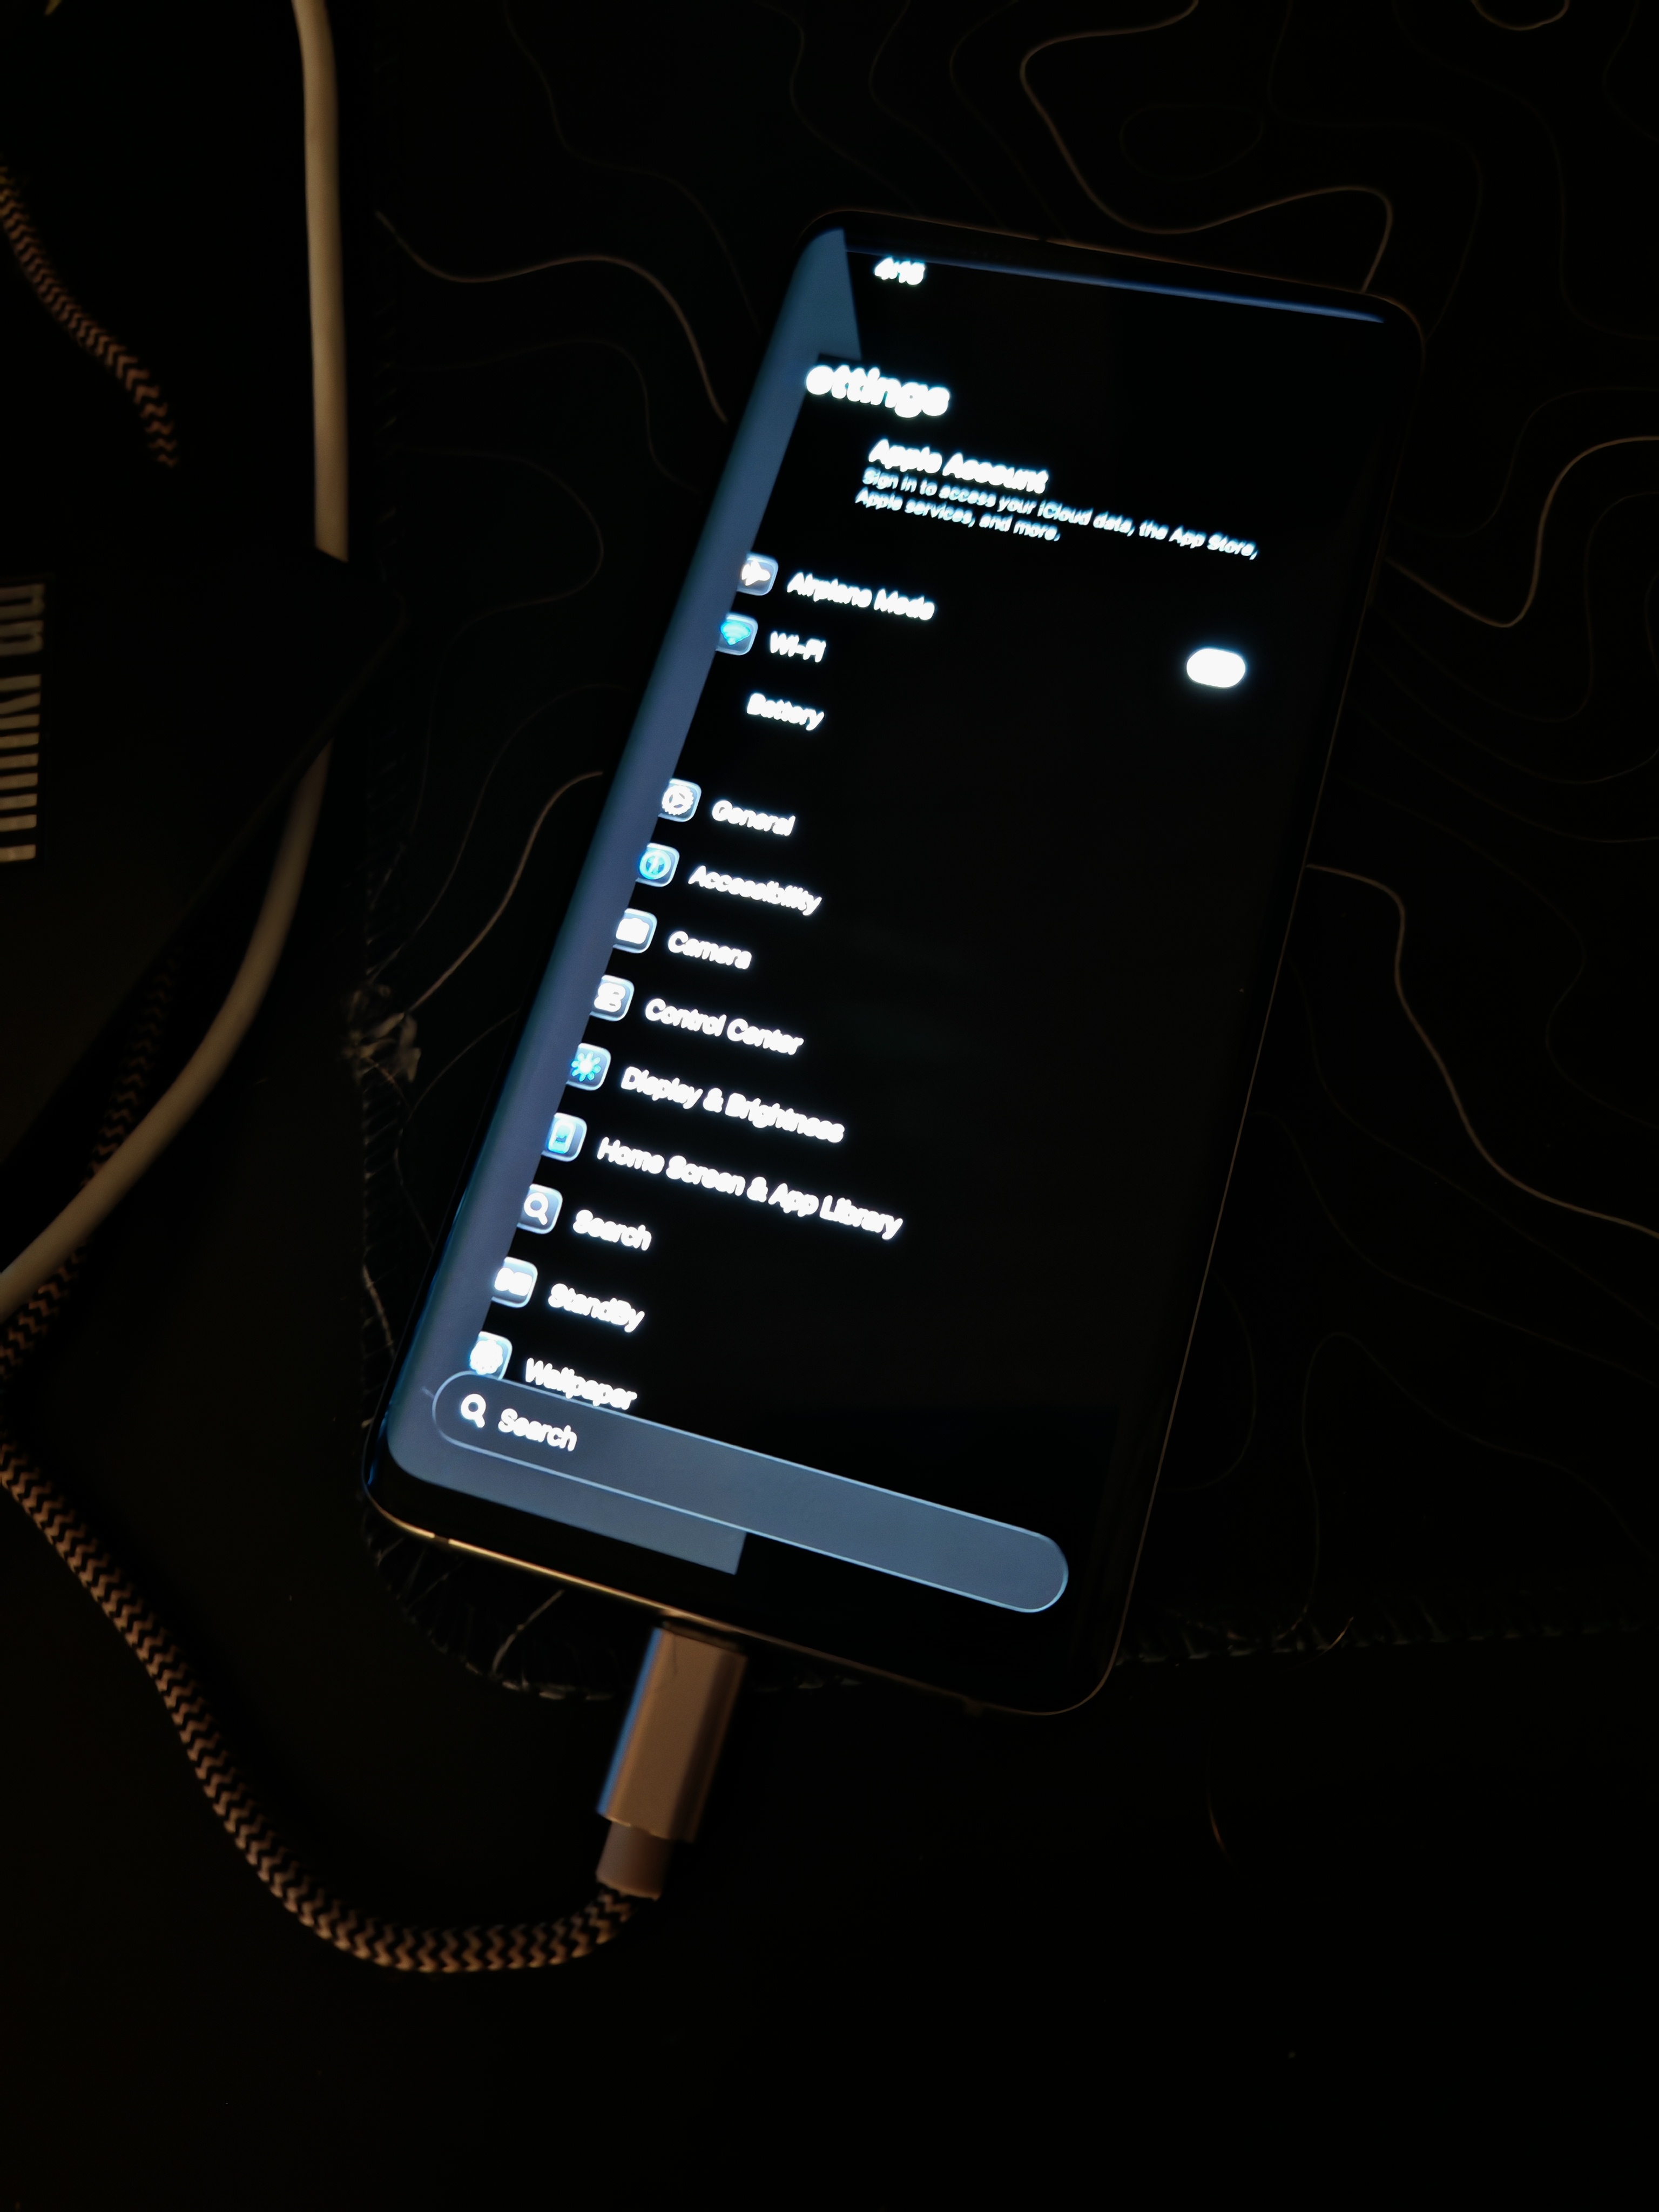 4:15
ettings
Apple Account
Sign in to access your iCloud data, the App Store,
Apple services, and more.
Airplane Mode
Wi-Fi
Battery
General
Accessibility
Camera
Control Center
Display & Brightness
Home Screen & App Library
Search
StandBy
Wallpaper
Search